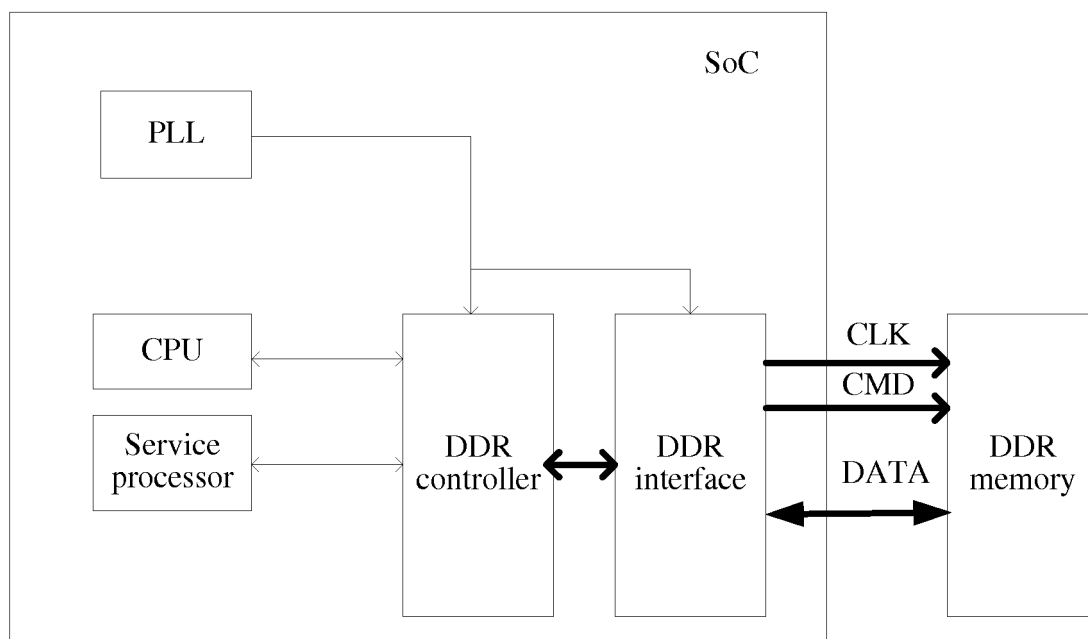 SoC
PLL
CPU
Service
processor
DDR
controller
DDR
interface
CLK
CMD
DATA
DDR
memory